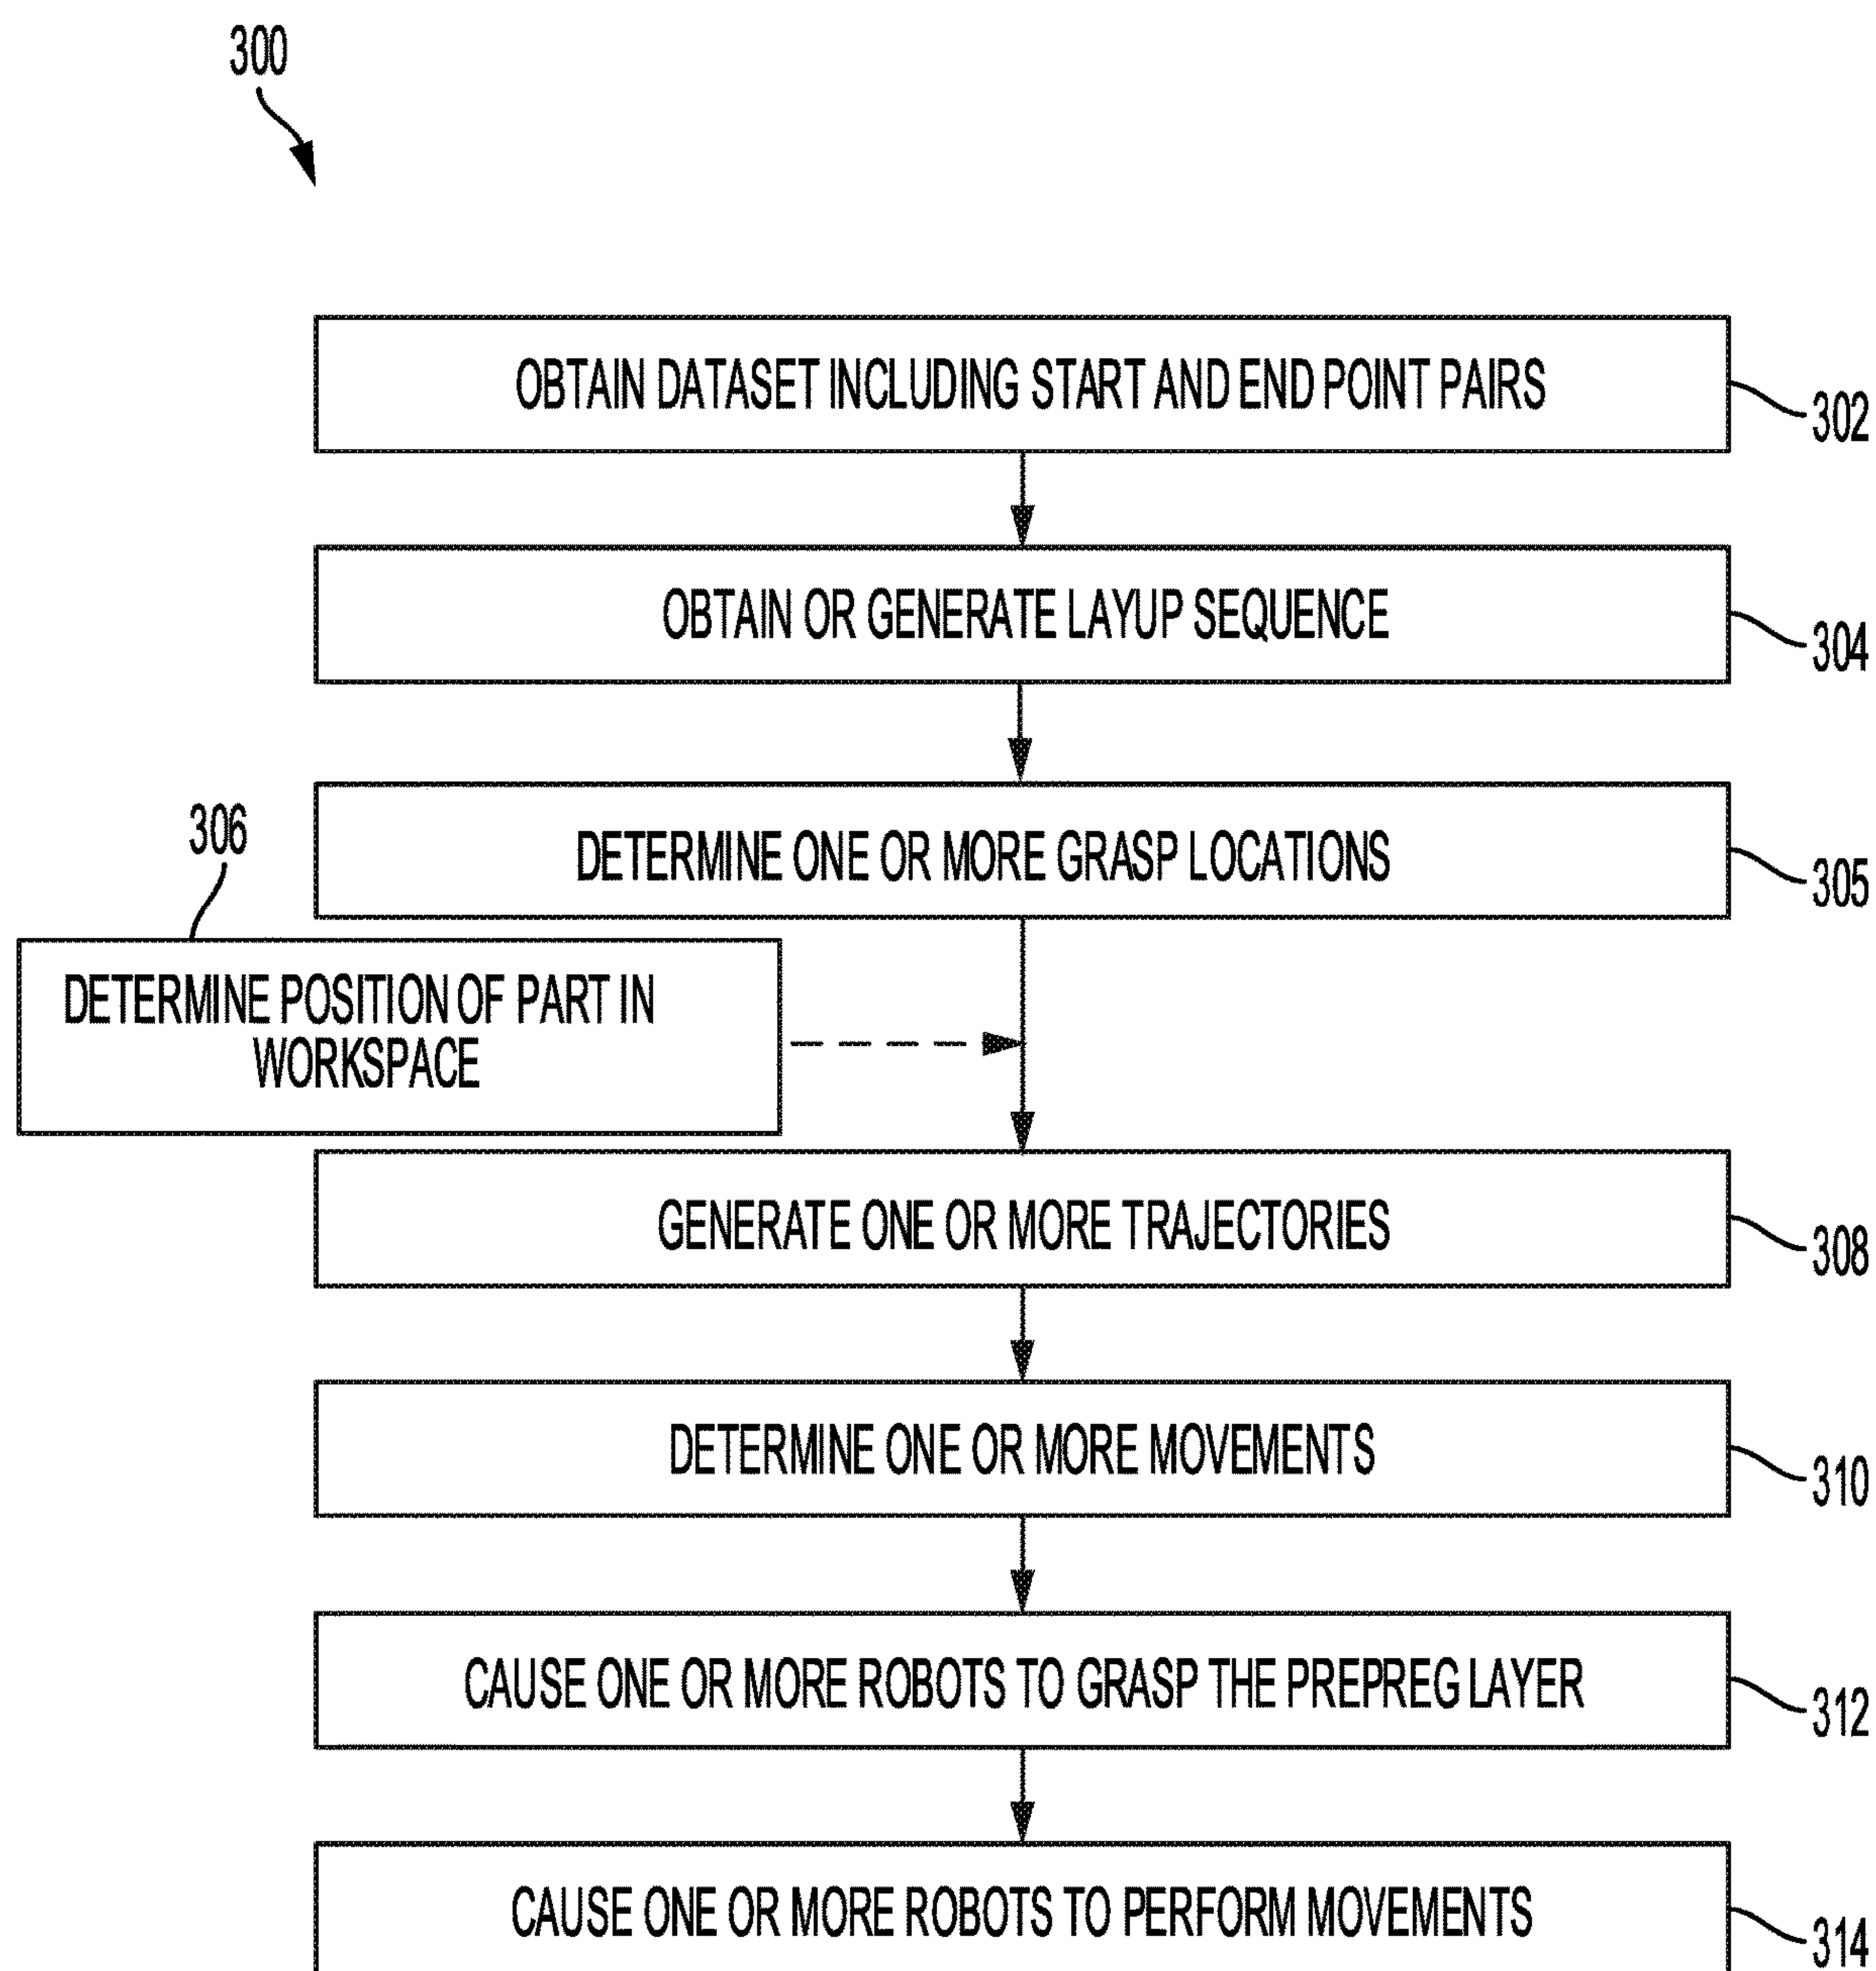 300
OBTAIN DATASET INCLUDING START AND END POINT PAIRS
302
OBTAIN OR GENERATE LAYUP SEQUENCE
304
DETERMINE ONE OR MORE GRASP LOCATIONS
305
306
DETERMINE POSITION OF PART IN
WORKSPACE
GENERATE ONE OR MORE TRAJECTORIES
308
DETERMINE ONE OR MORE MOVEMENTS
310
CAUSE ONE OR MORE ROBOTS TO GRASP THE PREPREG LAYER
312
CAUSE ONE OR MORE ROBOTS TO PERFORM MOVEMENTS
314